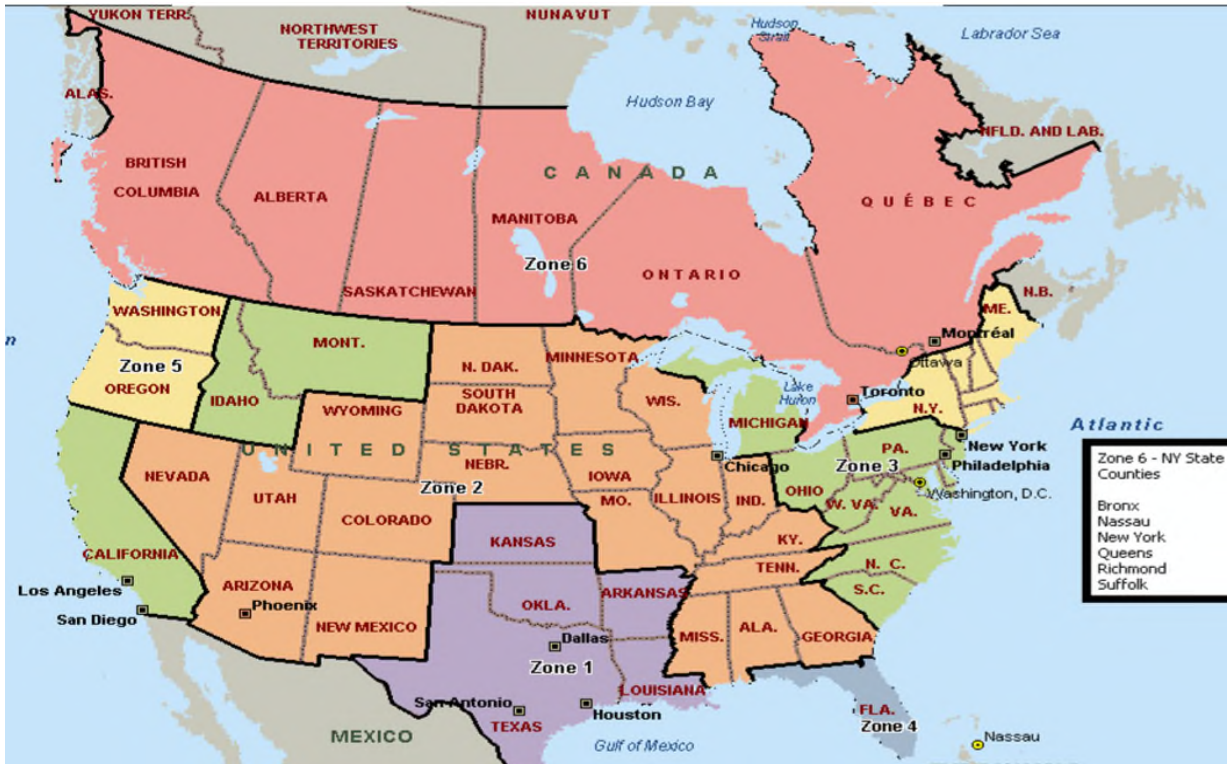 YUKON TERR.
NUNAVUT
NORTHWEST
TERRITORIES
Hudson
Strait
Labrador Sea
ALAS.
Hudson Bay
NFLD. AND LAB.
BRITISH
COLUMBIA
ALBERTA
CANADA
QUÉBEC
MANITOBA
Zone 6
ONTARIO
SASKATCHEWAN
N.B.
WASHINGTON
ME.
n
MONT.
Montréal
Zone 5
N. DAK.
MINNESOTA
Ottawa
OREGON
IDAHO
SOUTH
DAKOTA
WIS.
Lake
Huron
Toronto
WYOMING
N.Y.
MICHIGAN
Atlantic
UNITED STATES
New York
NEVADA
NEBR.
IOWA
Chicago
PA.
Zone 3
Philadelphia
UTAH
Zone 2
MO.
ILLINOIS
IND.
OHIO
W. VA.
VA.
Washington, D.C.
COLORADO
KANSAS
KY.
CALIFORNIA
TENN.
N. C.
Los Angeles
ARIZONA
OKLA.
ARKANSAS
S.C.
San Diego
Phoenix
NEW MEXICO
Dallas
MISS.
ALA.
GEORGIA
Zone 1
San Antonio
LOUISIANA
Houston
TEXAS
FLA.
Zone 4
MEXICO
Gulf of Mexico
Nassau
Zone 6 - NY State
Counties
Bronx
Nassau
New York
Queens
Richmond
Suffolk